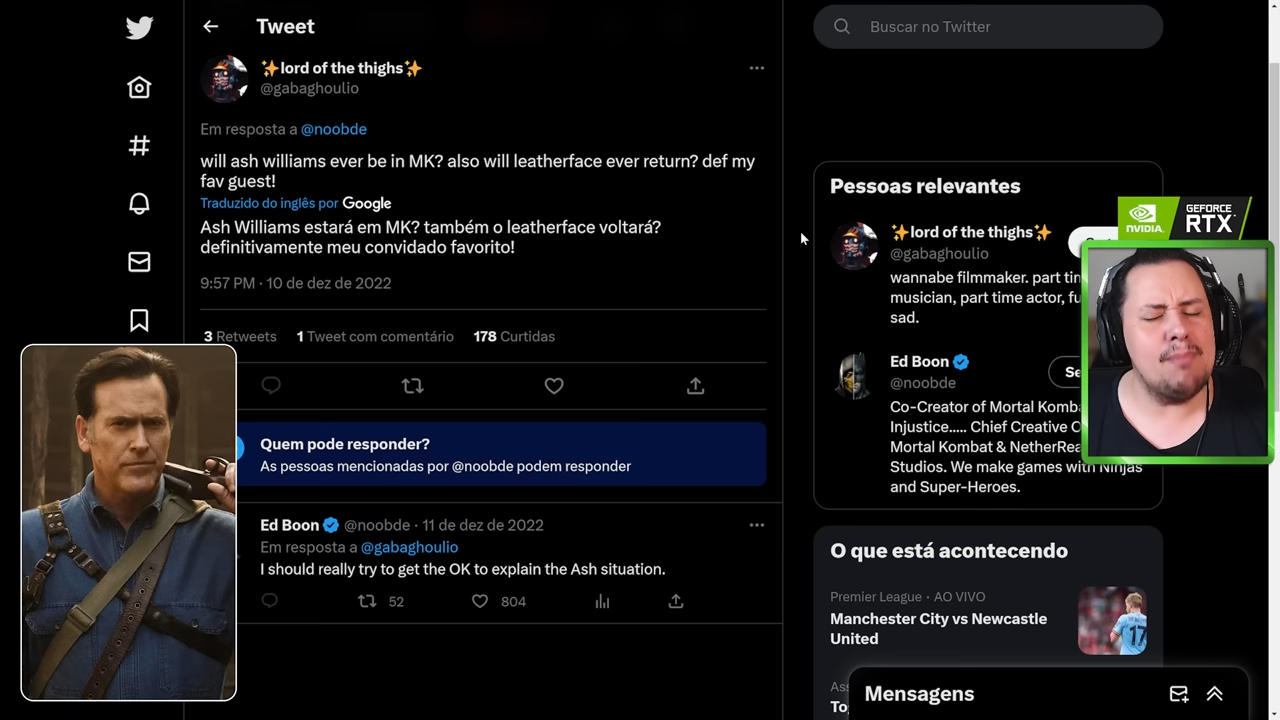 Tweet
✨lord of the thighs✨
@gabaghoulio
Em resposta a @noobde
will ash williams ever be in MK? also will leatherface ever return? def my
fav guest!
Traduzido do inglês por Google
Ash Williams estará em MK? também o leatherface voltará?
definitivamente meu convidado favorito!
9:57 PM · 10 de dez de 2022
3 Retweets 1 Tweet com comentário 178 Curtidas
Quem pode responder?
As pessoas mencionadas por @noobde podem responder
Ed Boon @noobde · 11 de dez de 2022
Em resposta a @gabaghoulio
I should really try to get the OK to explain the Ash situation.
52 804
Buscar no Twitter
Pessoas relevantes
✨lord of the thighs✨
@gabaghoulio
wannabe filmmaker. part
musician, part time actor,
sad.
Ed Boon
@noobde
Co-Creator of Mortal
Injustice..... Chief Creative
Mortal Kombat &
Studios. We make games with Ninjas
and Super-Heroes.
NVIDIA.
GEFORCE
RTX
O que está acontecendo
Premier League · AO VIVO
Manchester City vs Newcastle
United
17
Mensagens